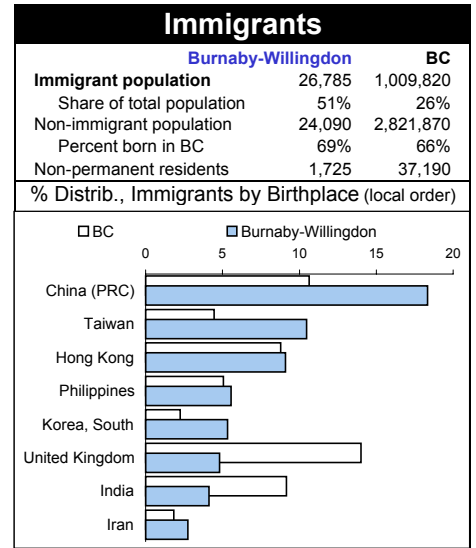 Immigrants
Burnaby-Willingdon BC
Immigrant population 26,785 1,009,820
Share of total population 51% 26%
Non-immigrant population 24,090 2,821,870
Percent born in BC 69% 66%
Non-permanent residents 1,725 37,190
% Distrib., Immigrants by Birthplace (local order)
BC Burnaby-Willingdon
0 5 10 15 20
China (PRC)
Taiwan
Hong Kong
Philippines
Korea, South
United Kingdom
India
Iran